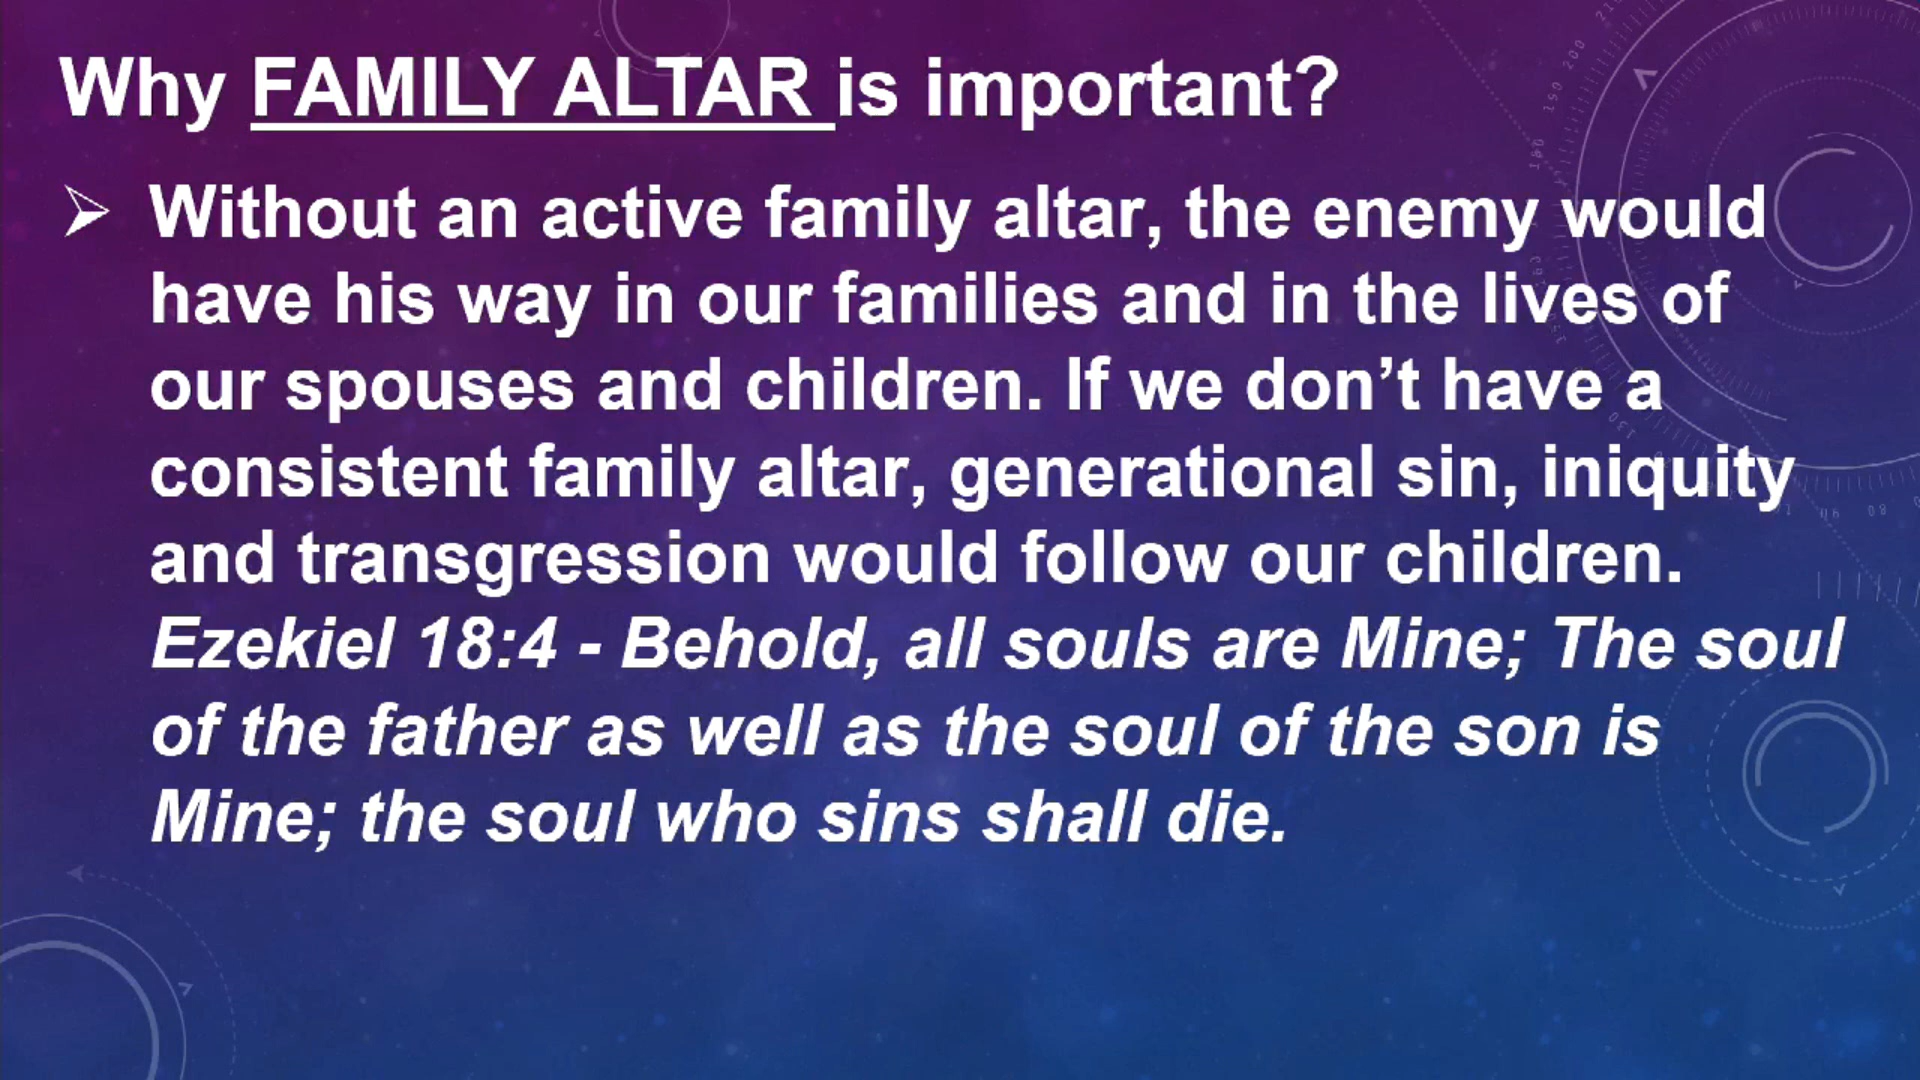 Why FAMILY ALTAR is important?
➢ Without an active family altar, the enemy would
have his way in our families and in the lives of
our spouses and children. If we don’t have a
consistent family altar, generational sin, iniquity
and transgression would follow our children.
Ezekiel 18:4 - Behold, all souls are Mine; The soul
of the father as well as the soul of the son is
Mine; the soul who sins shall die.